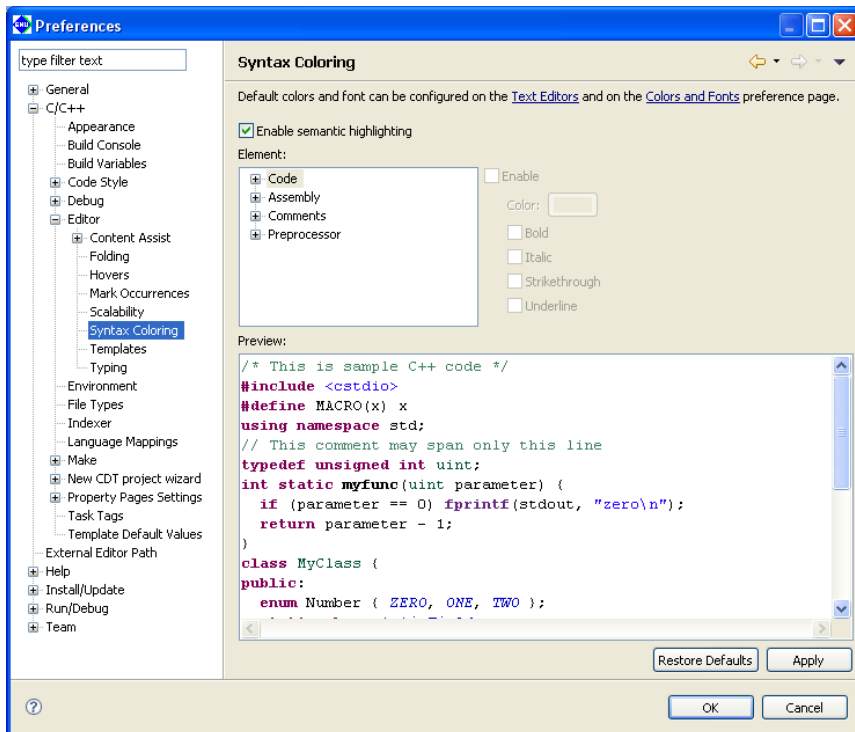 Preferences
type filter text
General
C/C++
Appearance
Build Console
Build Variables
Code Style
Debug
Editor
Content Assist
Folding
Hovers
Mark Occurrences
Scalability
Syntax Coloring
Templates
Typing
Environment
File Types
Indexer
Language Mappings
Make
New CDT project wizard
Property Pages Settings
Task Tags
Template Default Values
External Editor Path
Help
Install/Update
Run/Debug
Team
Syntax Coloring
Default colors and font can be configured on the Text Editors and on the Colors and Fonts preference page.
Enable semantic highlighting
Element:
Code
Assembly
Comments
Preprocessor
Enable
Color:
Bold
Italic
Strikethrough
Underline
Preview:
/* This is sample C++ code */
#include <cstdio>
#define MACRO(x) x
using namespace std;
// This comment may span only this line
typedef unsigned int uint;
int static myfunc(uint parameter) {
  if (parameter == 0) fprintf(stdout, "zero\n");
  return parameter - 1;
}
class MyClass {
public:
  enum Number { ZERO, ONE, TWO };
Restore Defaults
Apply
OK
Cancel